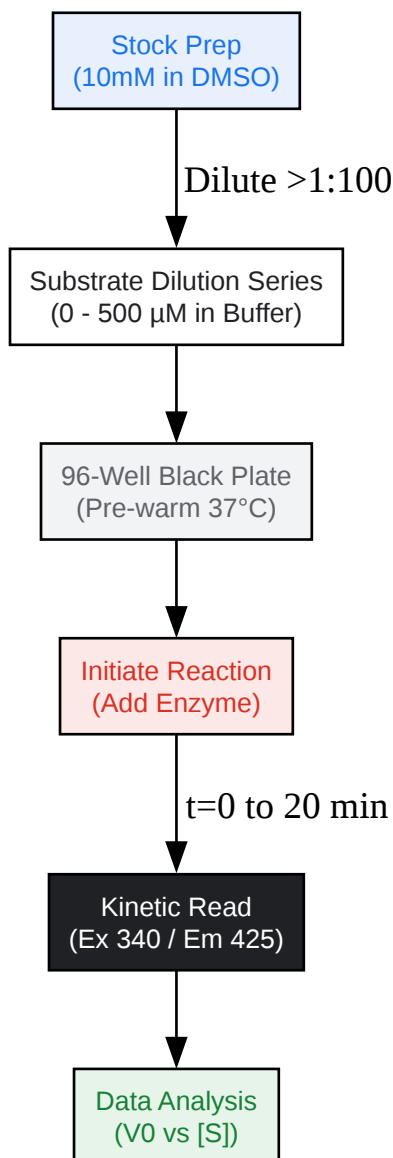 Stock Prep
(10mM in DMSO)
Dilute >1:100
Substrate Dilution Series
(0 - 500 µM in Buffer)
96-Well Black Plate
(Pre-warm 37°C)
Initiate Reaction
(Add Enzyme)
t=0 to 20 min
Kinetic Read
(Ex 340 / Em 425)
Data Analysis
(V0 vs [S])